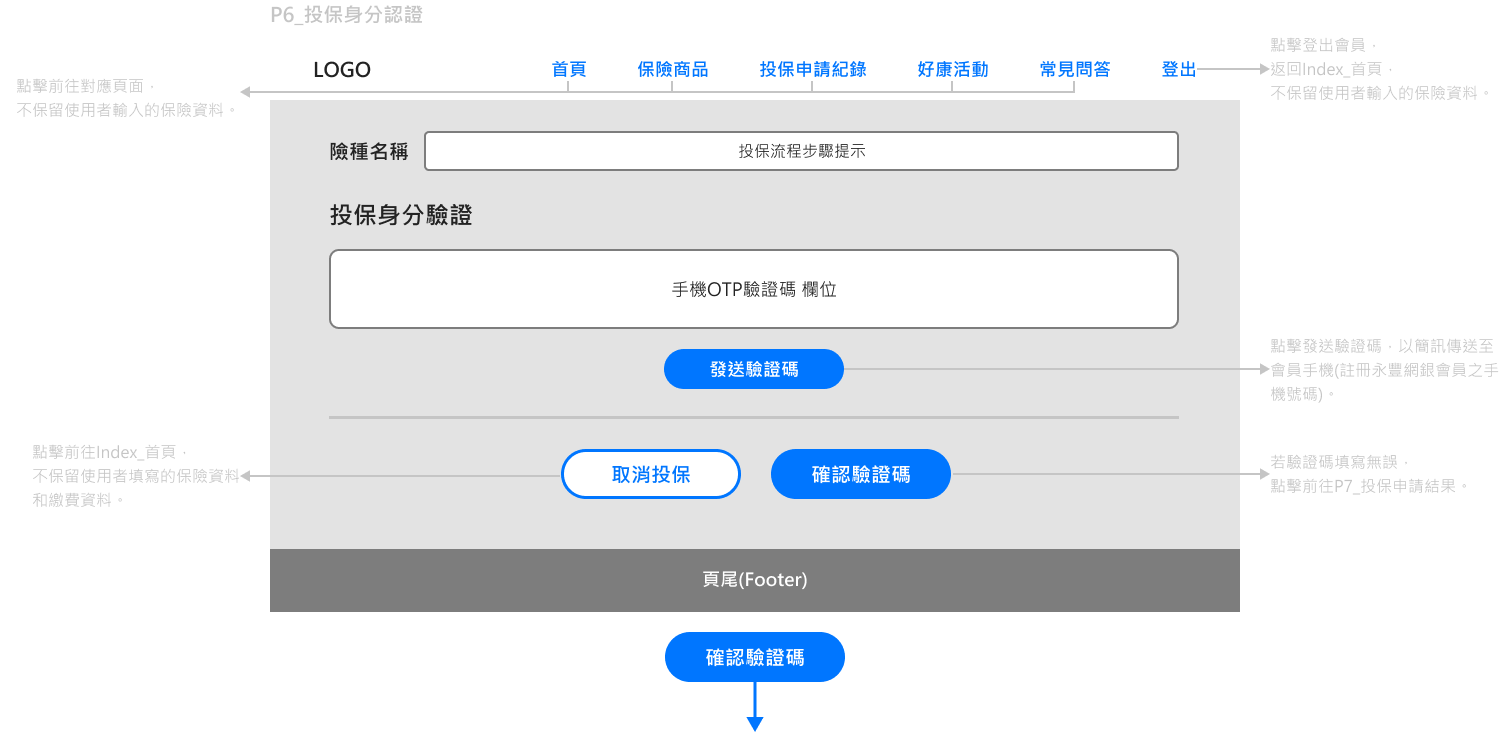 P6_投保身分認證
LOGO
首頁
保險商品
投保申請紀錄
好康活動
常見問答
登出
點擊登出會員，
返回Index_首頁，
不保留使用者輸入的保險資料。
點擊前往對應頁面，
不保留使用者輸入的保險資料。
險種名稱
投保流程步驟提示
投保身分驗證
手機OTP驗證碼 欄位
發送驗證碼
點擊發送驗證碼，以簡訊傳送至
會員手機(註冊永豐網銀會員之手
機號碼)。
點擊前往Index_首頁，
不保留使用者填寫的保險資料
和繳費資料。
取消投保
確認驗證碼
若驗證碼填寫無誤，
點擊前往P7_投保申請結果。
頁尾(Footer)
確認驗證碼